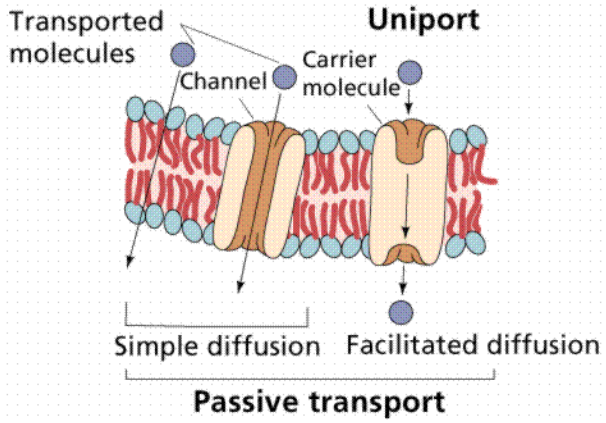 Transported
molecules
Uniport
Channel
Carrier
molecule
Simple diffusion
Facilitated diffusion
Passive transport